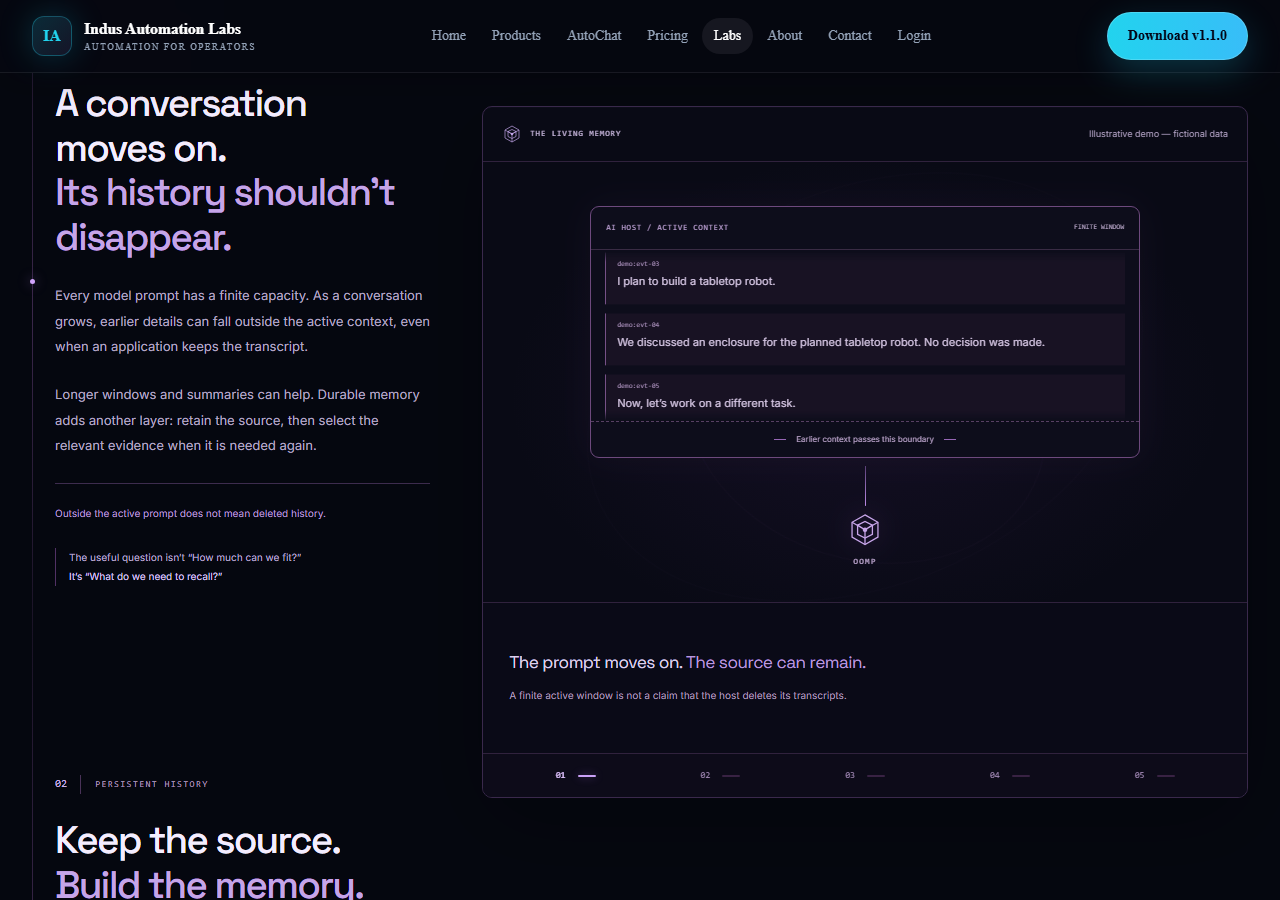 IA
Indus Automation Labs
AUTOMATION FOR OPERATORS
Home
Products
AutoChat
Pricing
Labs
About
Contact
Login
Download v1.1.0
A conversation
moves on.
Its history shouldn’t
disappear.
Every model prompt has a finite capacity. As a conversation
grows, earlier details can fall outside the active context, even
when an application keeps the transcript.
Longer windows and summaries can help. Durable memory
adds another layer: retain the source, then select the
relevant evidence when it is needed again.
Outside the active prompt does not mean deleted history.
The useful question isn’t “How much can we fit?”
It’s “What do we need to recall?”
THE LIVING MEMORY
Illustrative demo — fictional data
AI HOST / ACTIVE CONTEXT
FINITE WINDOW
demo:evt-03
I plan to build a tabletop robot.
demo:evt-04
We discussed an enclosure for the planned tabletop robot. No decision was made.
demo:evt-05
Now, let’s work on a different task.
Earlier context passes this boundary
OOMP
The prompt moves on. The source can remain.
A finite active window is not a claim that the host deletes its transcripts.
01
02
03
04
05
02
PERSISTENT HISTORY
Keep the source.
Build the memory.